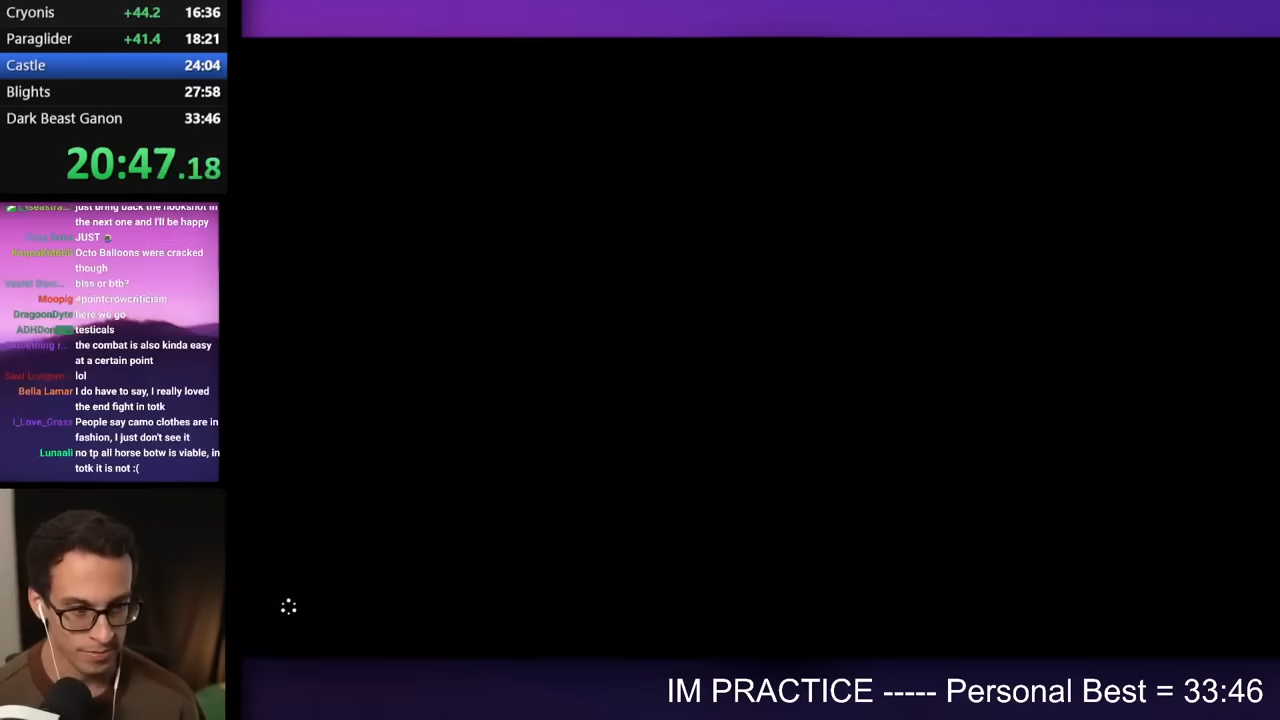 Cryonis +44.2 16:36
Paraglider +41.4 18:21
Castle 24:04
Blights 27:58
Dark Beast Ganon 33:46
20:47.18
just bring back the hookshot in
the next one and I'll be happy
JUST
Octo Balloons were cracked
though
blss or btb?
Moopig #pointcrowcriticism
DragoonDyte here we go
testicals
the combat is also kinda easy
at a certain point
lol
Bella Lamar I do have to say, I really loved
the end fight in totk
I_Love_Grass People say camo clothes are in
fashion, I just don't see it
Lunaali no tp all horse botw is viable, in
totk it is not :(
IM PRACTICE ----- Personal Best = 33:46